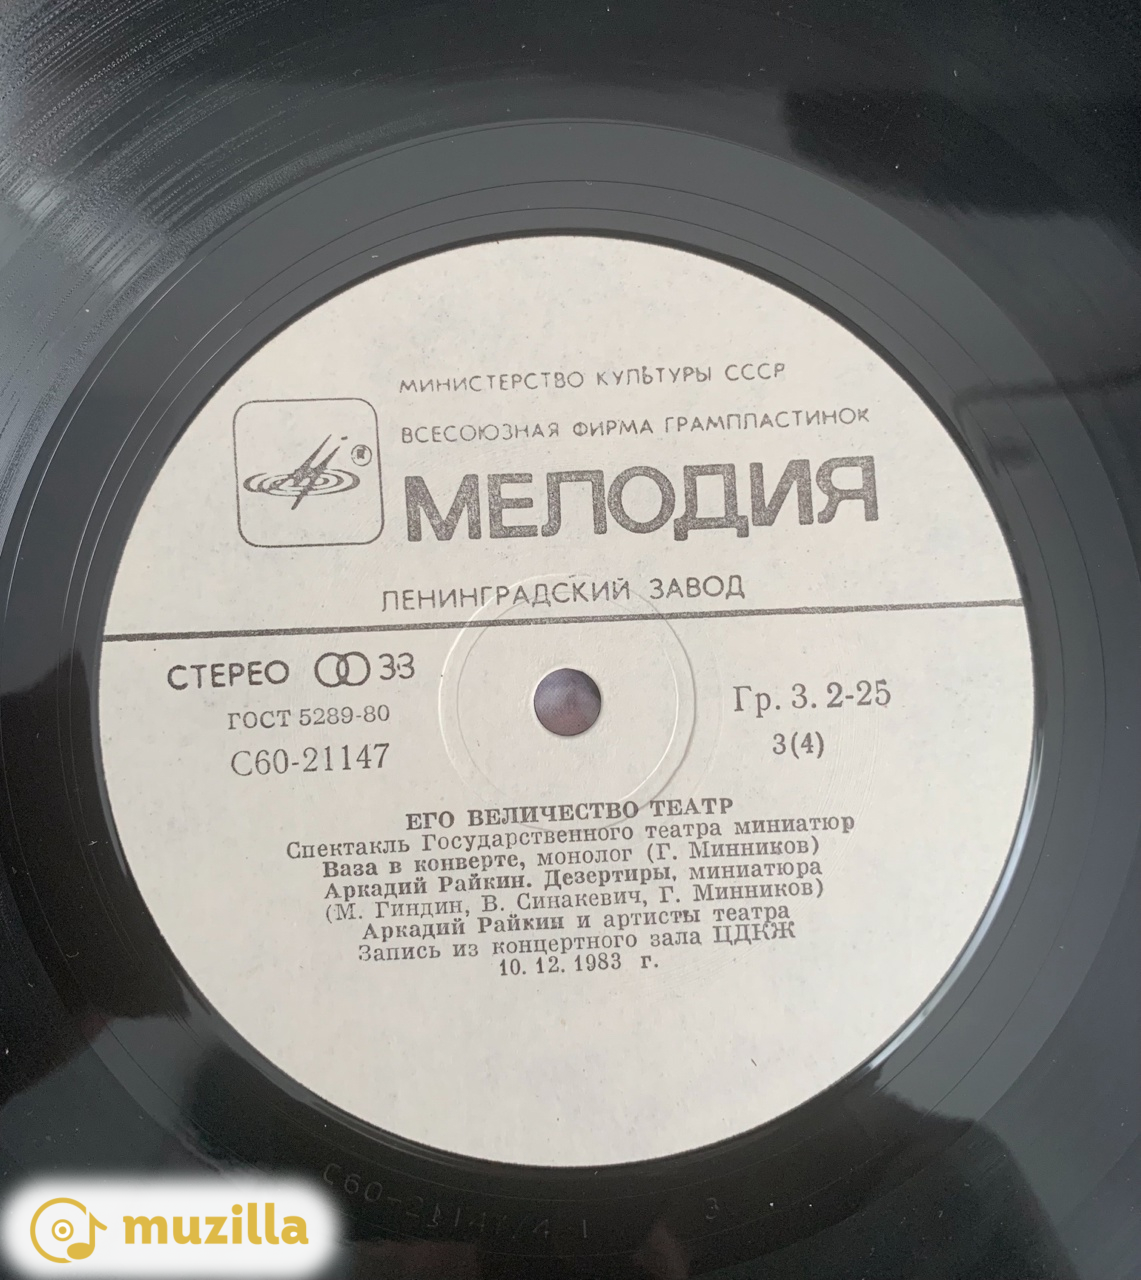 МИНИСТЕРСТВО КУЛЬТУРЫ СССР
ВСЕСОЮЗНАЯ ФИРМА ГРАМПЛАСТИНОК
МЕЛОДИЯ
ЛЕНИНГРАДСКИЙ ЗАВОД
СТЕРЕО 33
ГОСТ 5289-80
С60-21147
Гр. 3. 2-25
3(4)
ЕГО ВЕЛИЧЕСТВО ТЕАТР
Спектакль Государственного театра миниатюр
Ваза в конверте, монолог (Г. Минников)
Аркадий Райкин. Дезертиры, миниатюра
(М. Гиндин, В. Синакевич, Г. Минников)
Аркадий Райкин и артисты театра
Запись из концертного зала ЦДКЖ
10. 12. 1983 г.
3
muzilla